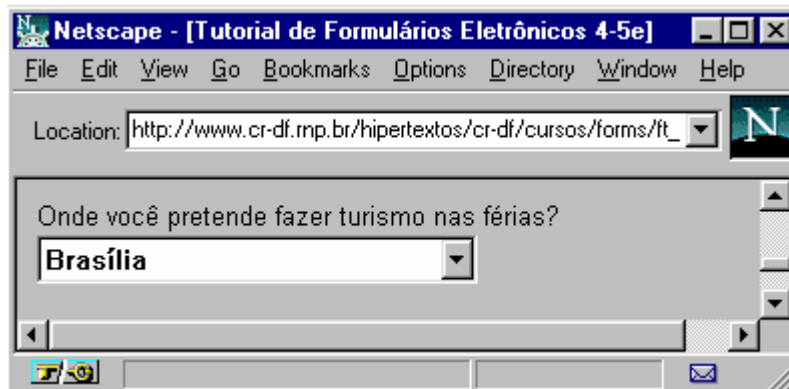 Netscape - [Tutorial de Formulários Eletrônicos 4-5e]
File Edit View Go Bookmarks Options Directory Window Help
Location: http://www.cr-df.rnp.br/hipertextos/cr-df/cursos/forms/ft_
N
Onde você pretende fazer turismo nas férias?
Brasília